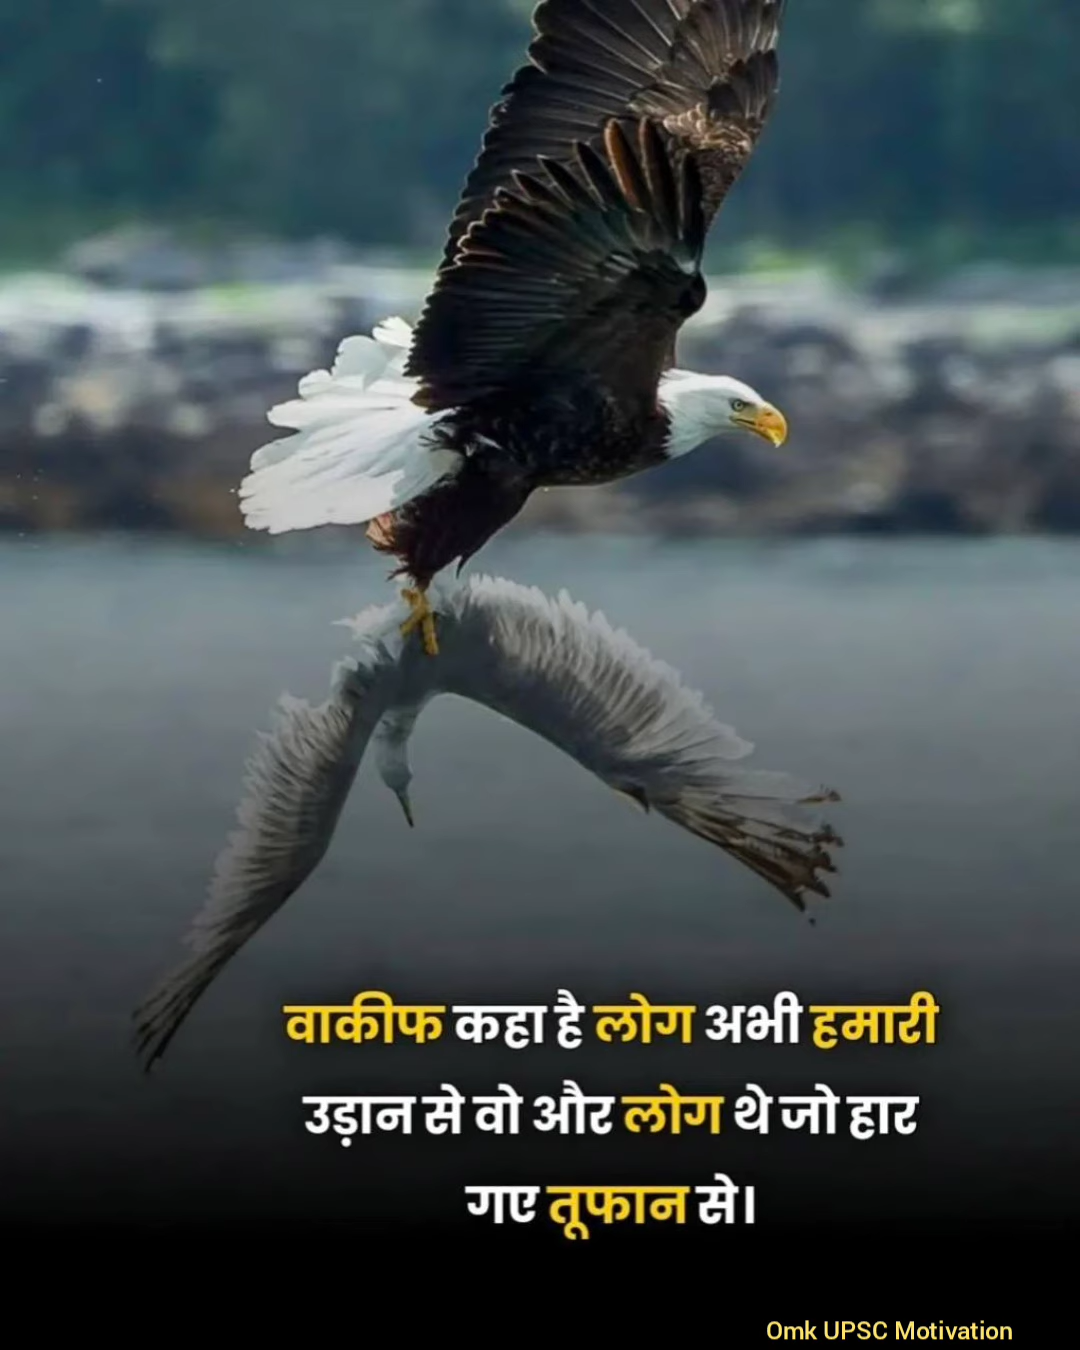 वाकीफ कहा है लोग अभी हमारी
उड़ान से वो और लोग थे जो हार
गए तूफान से।
Omk UPSC Motivation